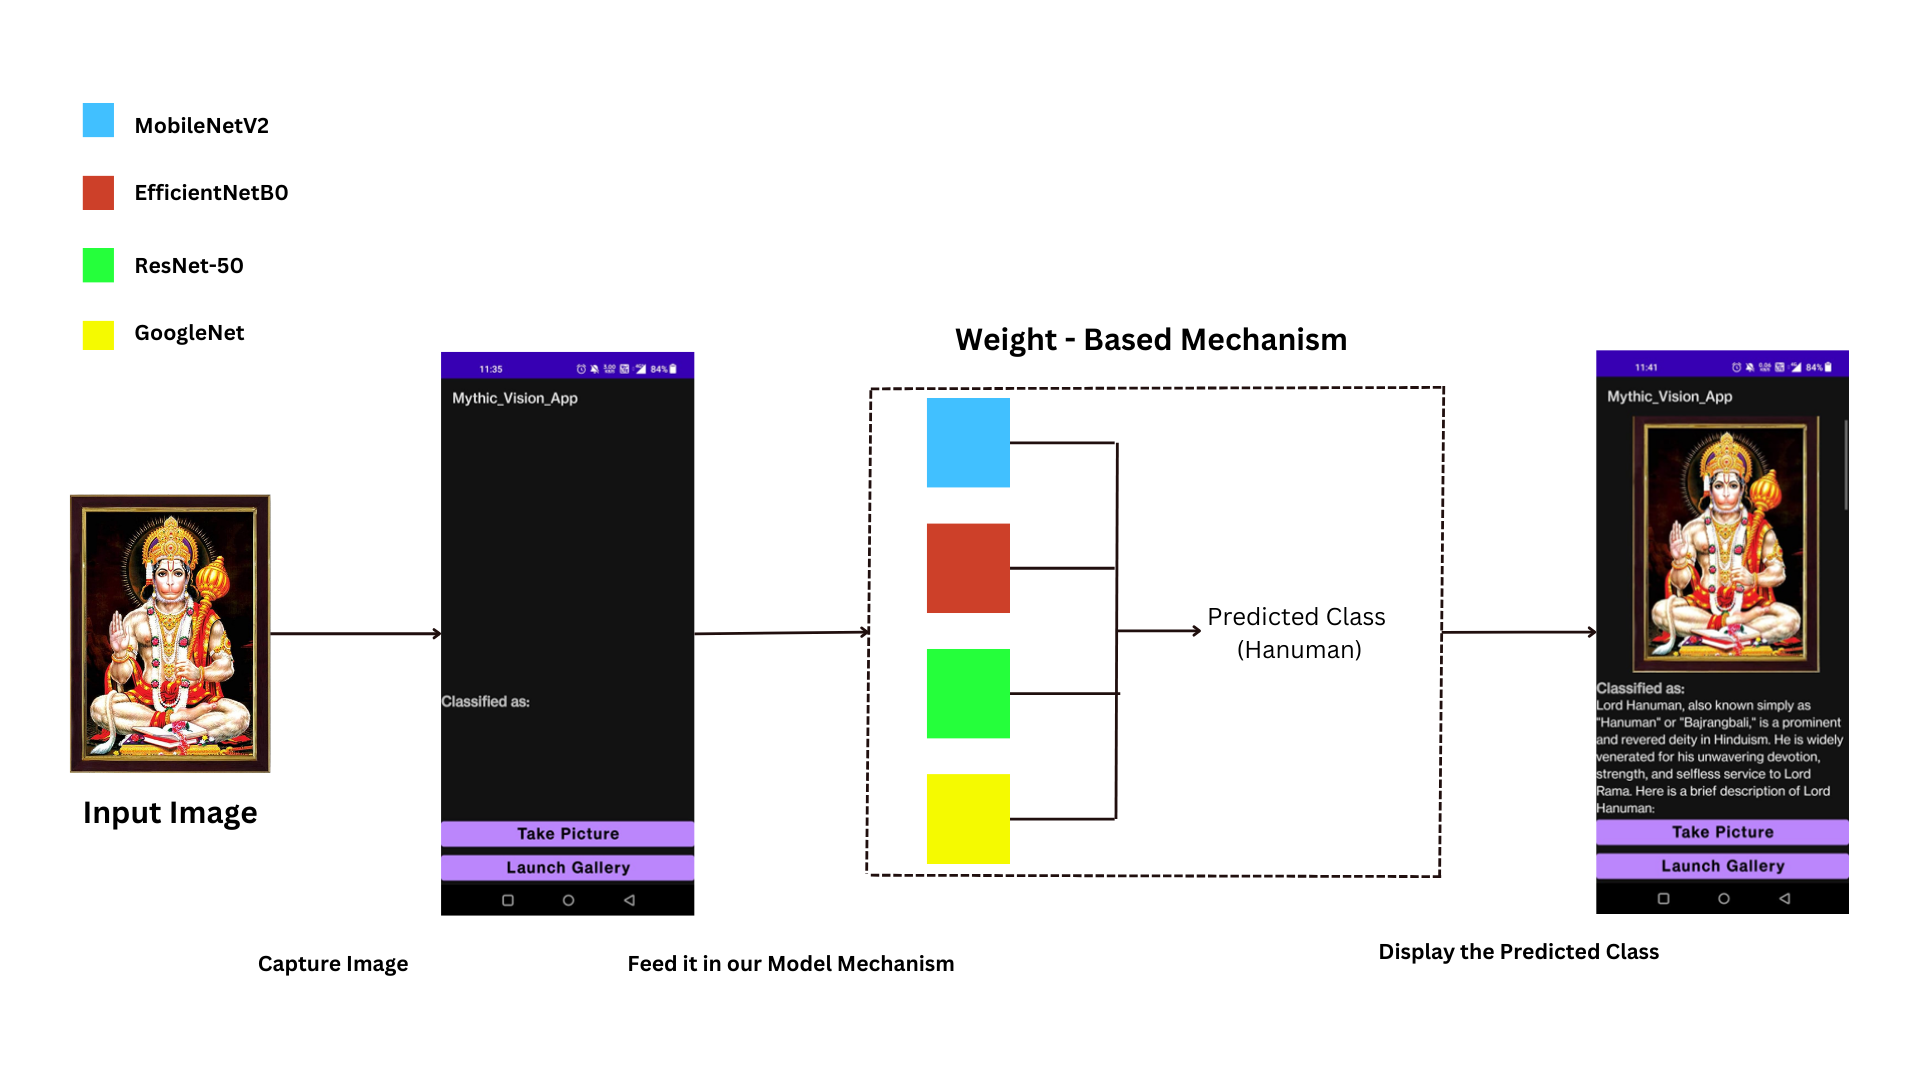 MobileNetV2
EfficientNetB0
ResNet-50
GoogleNet
Input Image
Capture Image
11:35
84%
Mythic_Vision_App
Classified as:
Take Picture
Launch Gallery
Feed it in our Model Mechanism
Weight - Based Mechanism
Predicted Class
(Hanuman)
11:41
84%
Mythic_Vision_App
Classified as:
Lord Hanuman, also known simply as
"Hanuman" or "Bajrangbali," is a prominent
and revered deity in Hinduism. He is widely
venerated for his unwavering devotion,
strength, and selfless service to Lord
Rama. Here is a brief description of Lord
Hanuman:
Take Picture
Launch Gallery
Display the Predicted Class